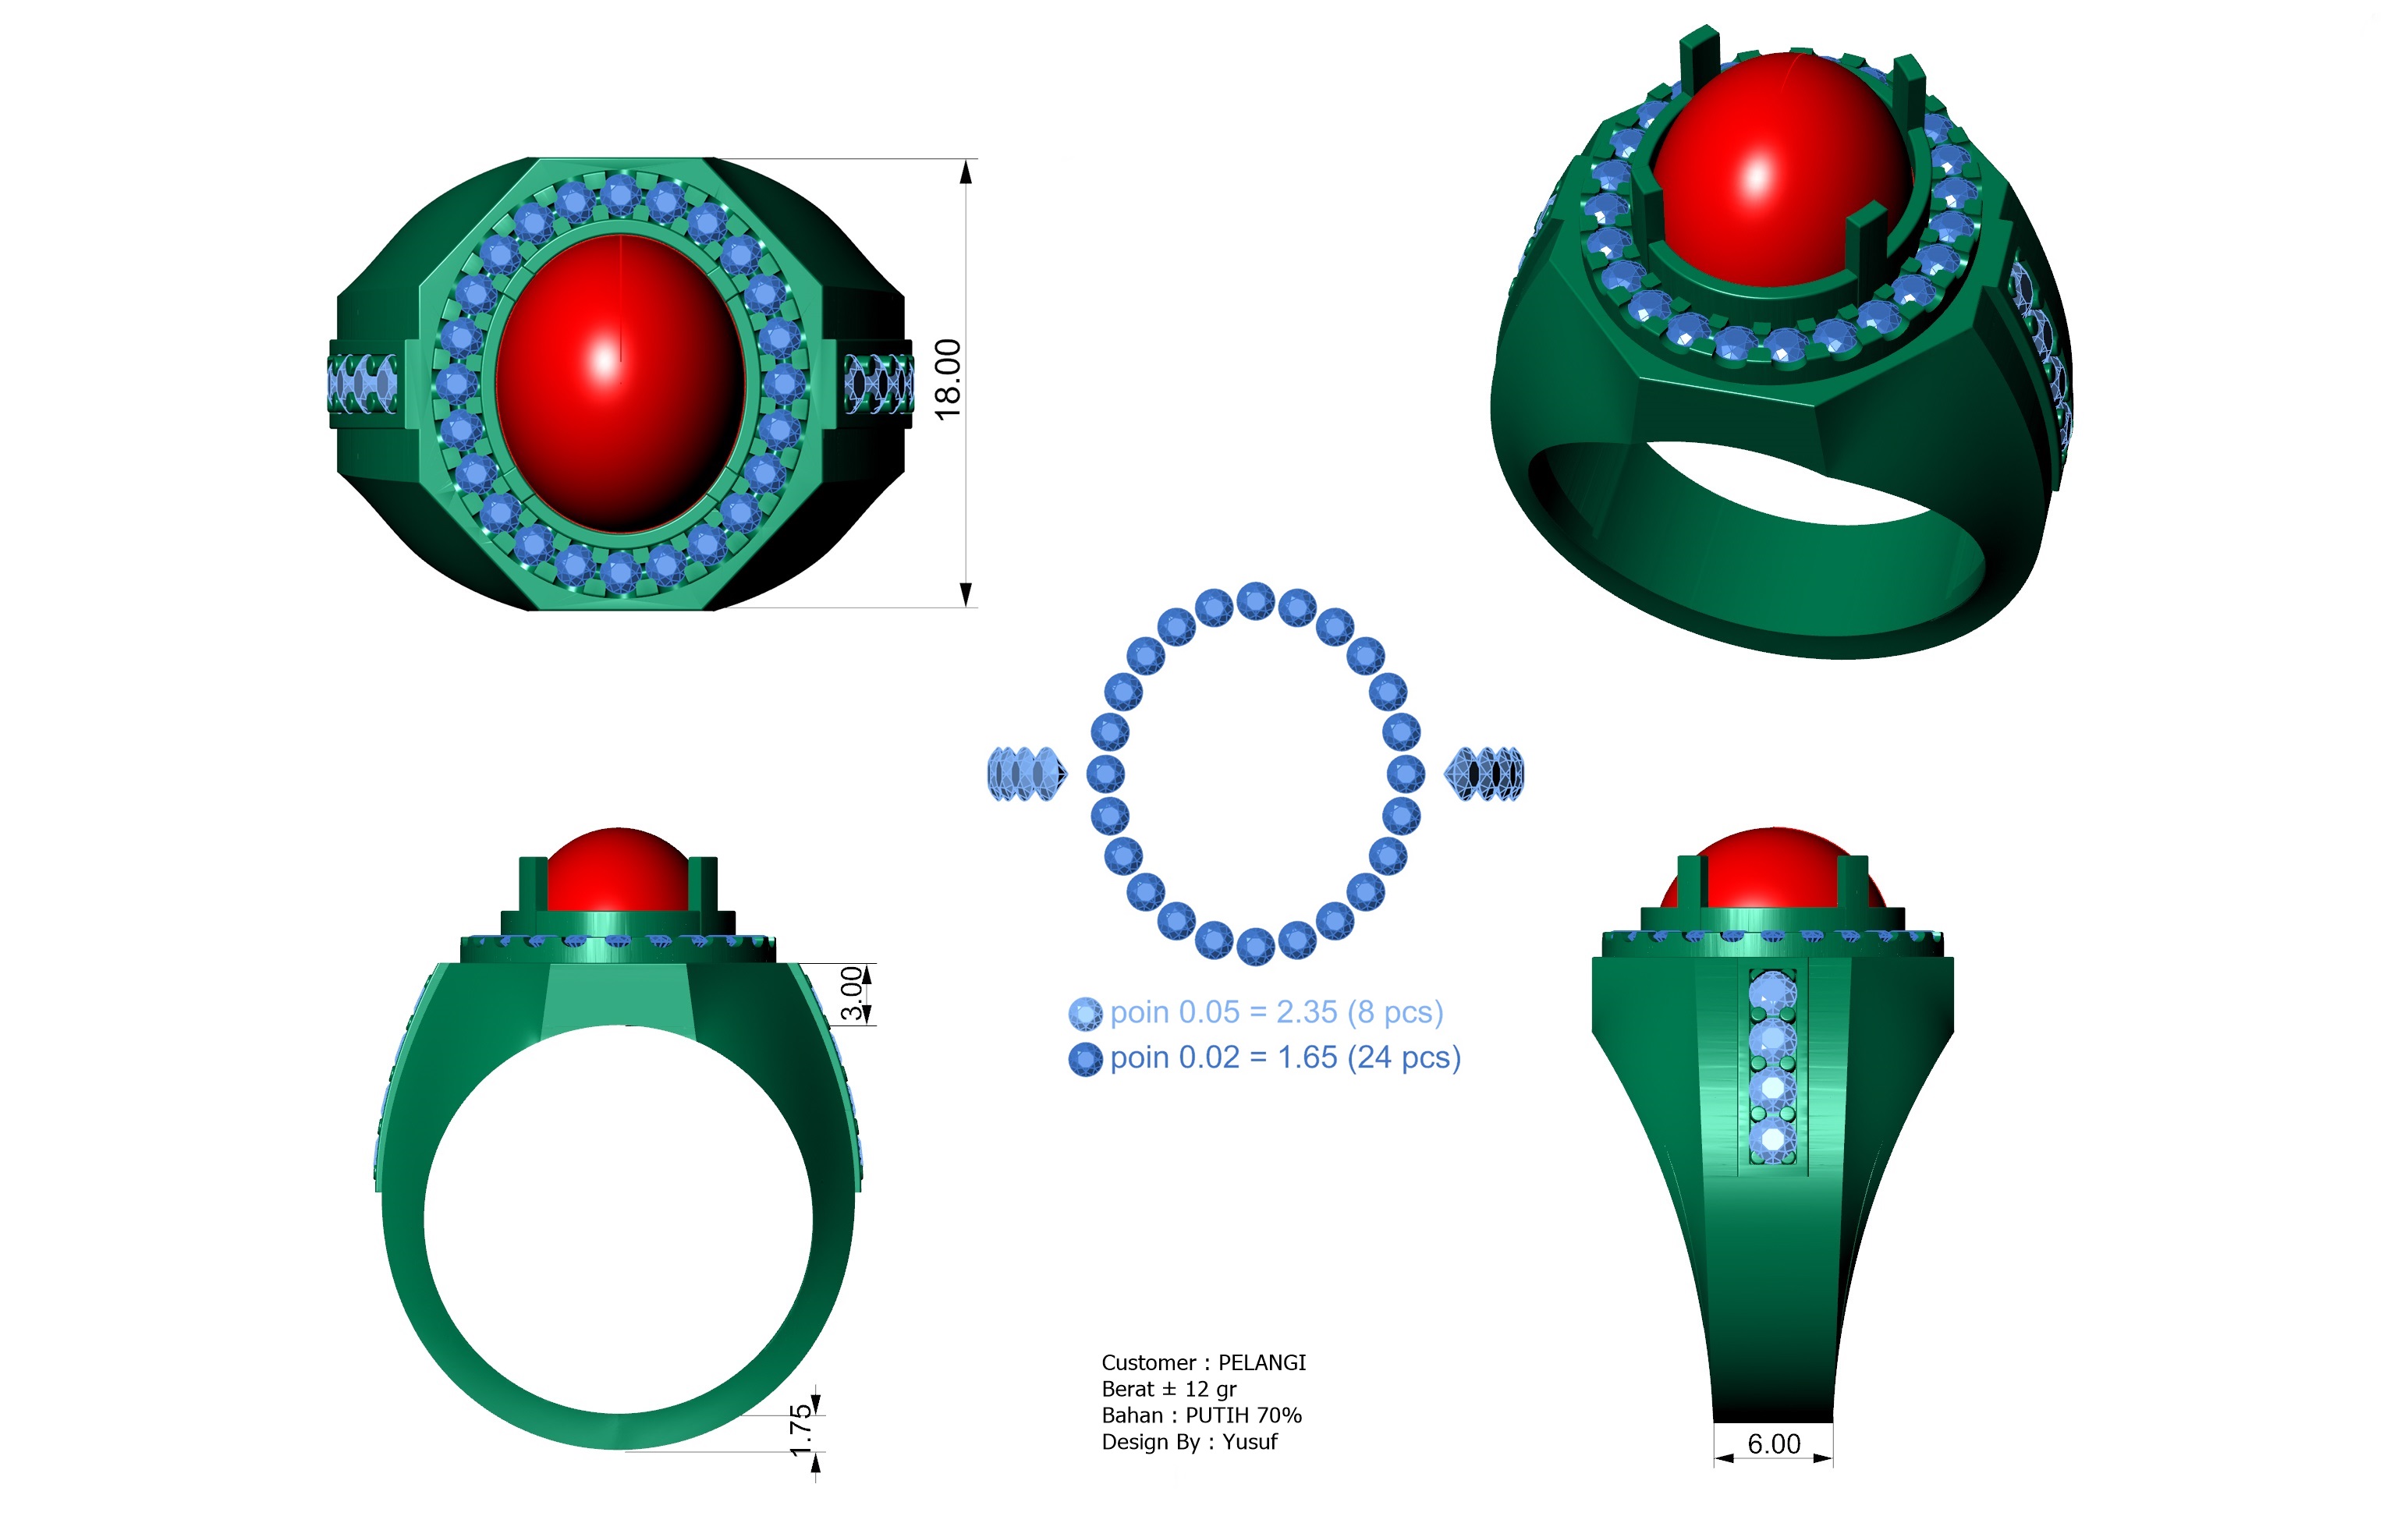 18.00
poin 0.05 = 2.35 (8 pcs)
poin 0.02 = 1.65 (24 pcs)
3.00
1.75
6.00
Customer : PELANGI
Berat ± 12 gr
Bahan : PUTIH 70%
Design By : Yusuf